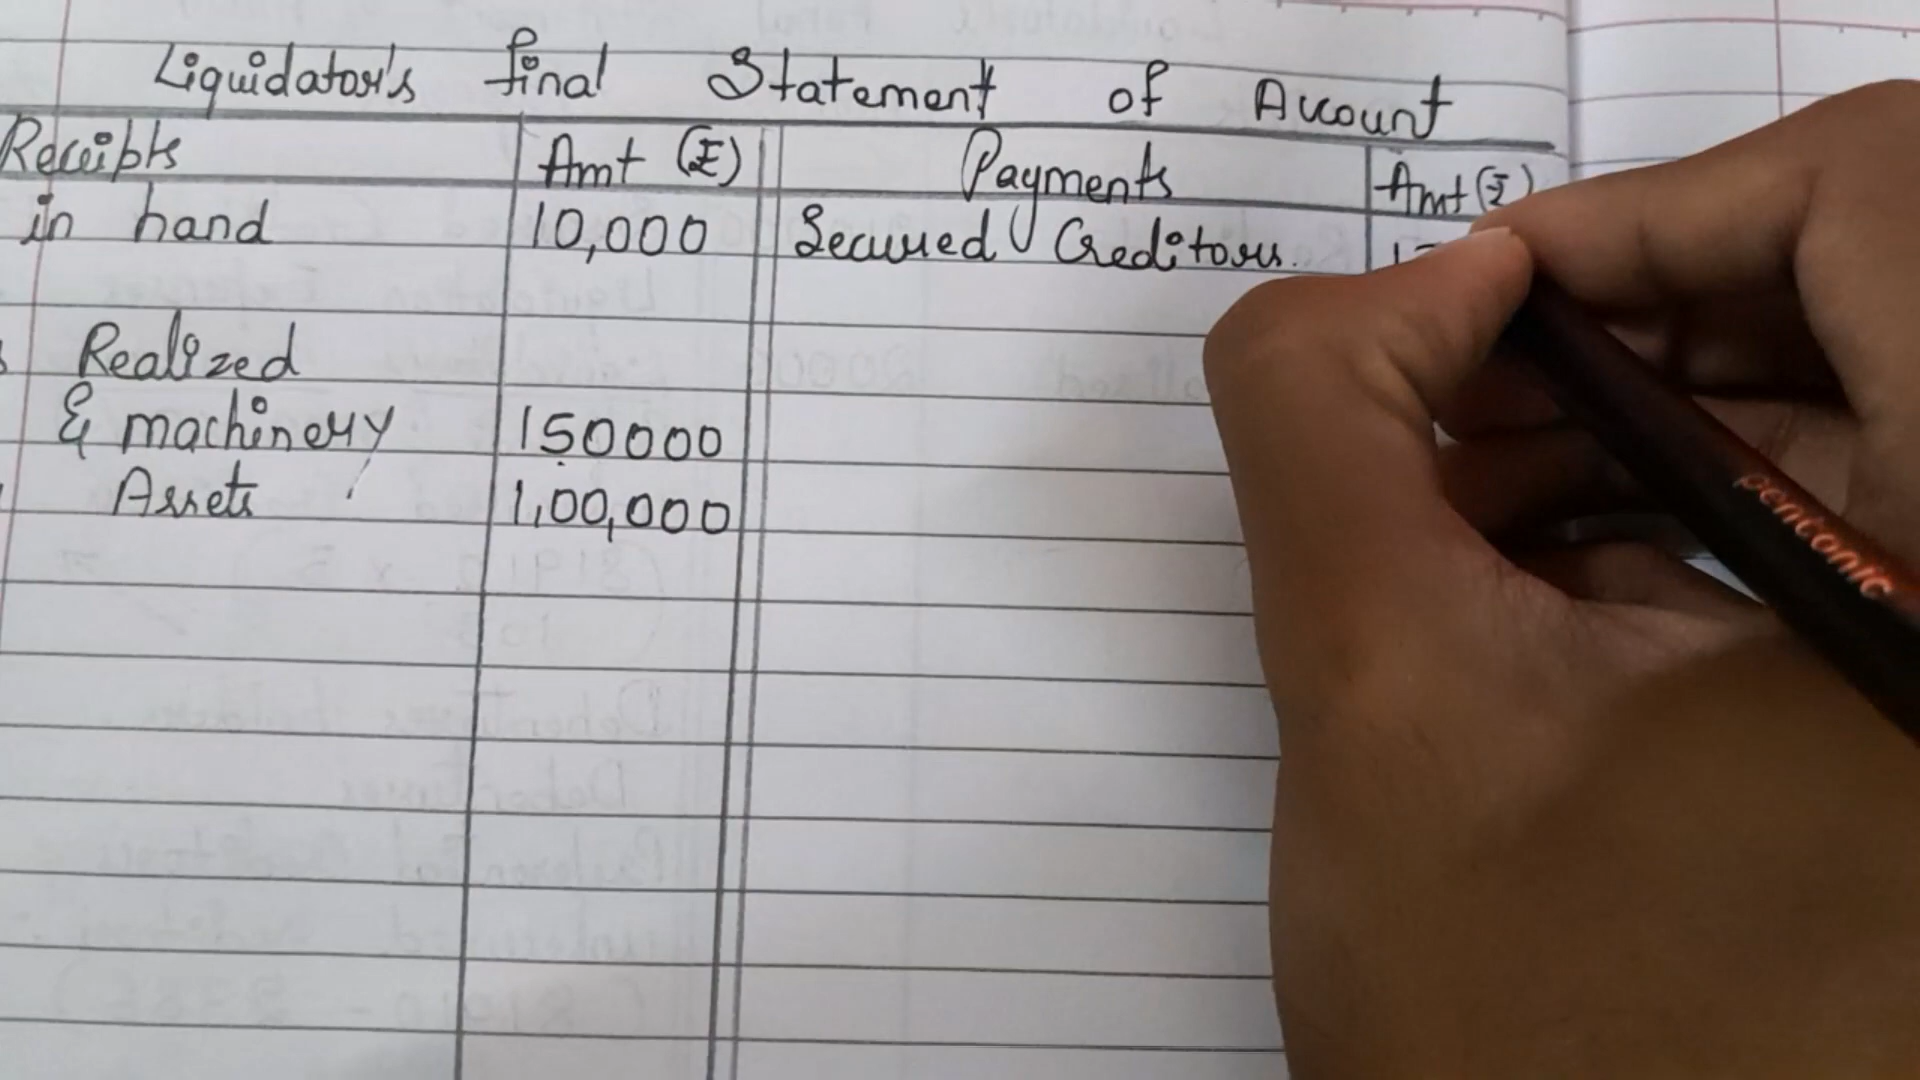 Liquidator's final Statement of Account
Receipts Amt (₹) Payments Amt (₹)
in hand 10,000 Secured Creditors.
Realized
& machinery 150000
Assets 1,00,000
pentonic